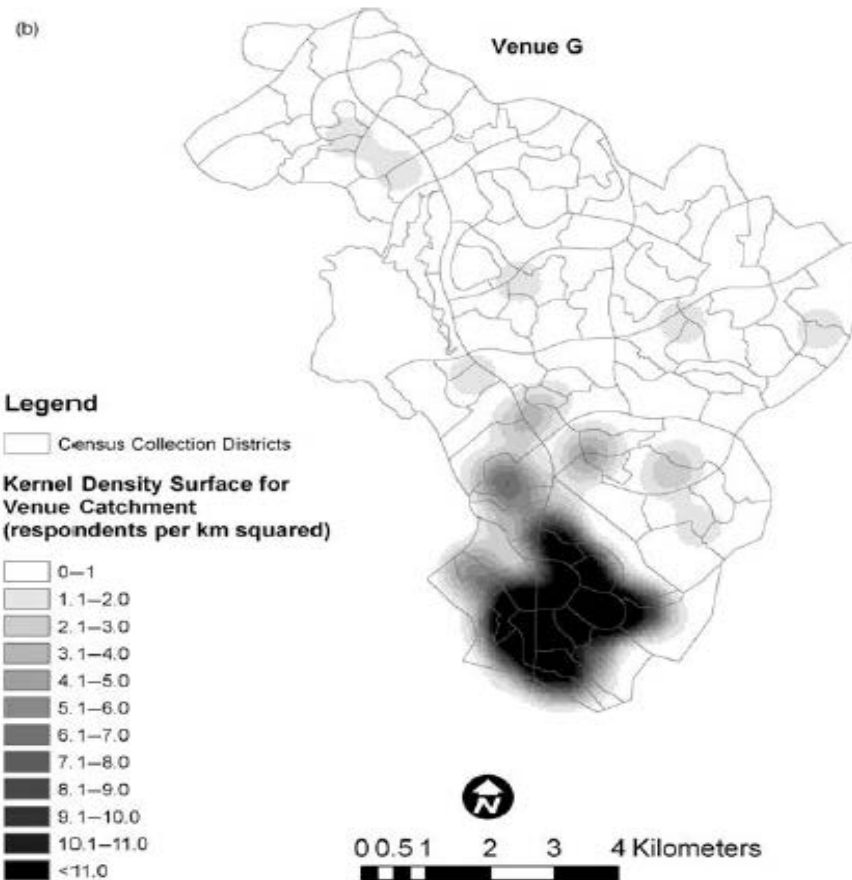 (b)
Venue G
Legend
Census Collection Districts
Kernel Density Surface for
Venue Catchment
(respondents per km squared)
0—1
1.1—2.0
2.1—3.0
3.1—4.0
4.1—5.0
5.1—6.0
6.1—7.0
7.1—8.0
8.1—9.0
9.1—10.0
10.1—11.0
<11.0
N
0 0.5 1 2 3 4 Kilometers